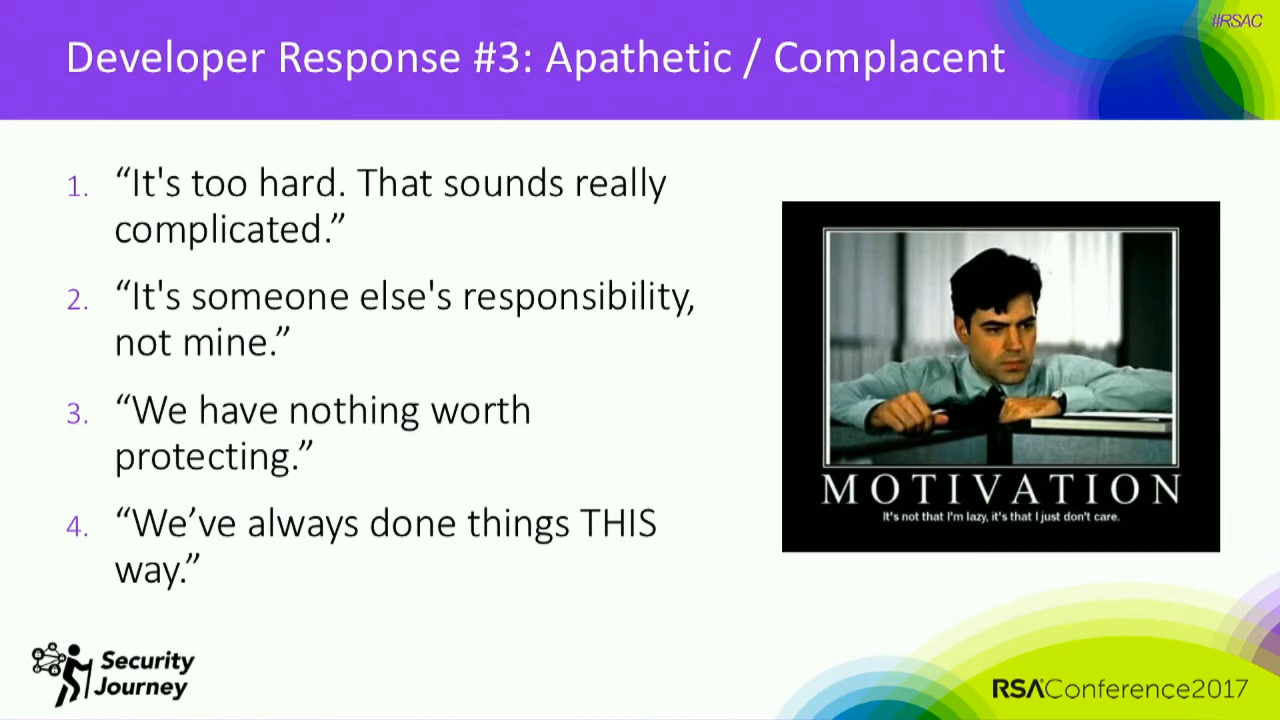 #RSAC
Developer Response #3: Apathetic / Complacent
1. “It's too hard. That sounds really
complicated.”
2. “It's someone else's responsibility,
not mine.”
3. “We have nothing worth
protecting.”
4. “We’ve always done things THIS
way.”
MOTIVATION
It's not that I'm lazy, it's that I just don't care.
Security
Journey
RSAConference2017